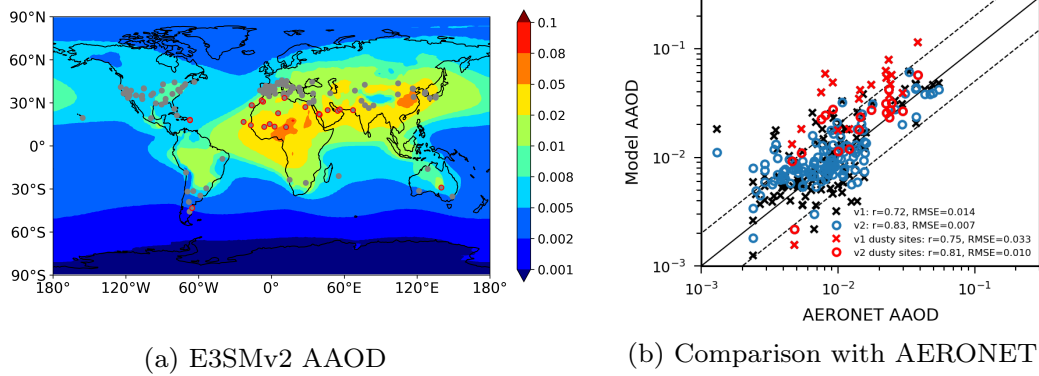 90°N
60°N
30°N
0°
30°S
60°S
90°S
180°
120°W
60°W
0°
60°E
120°E
180°
0.1
0.08
0.05
0.02
0.01
0.008
0.005
0.002
0.001
(a) E3SMv2 AAOD
Model AAOD
10⁻¹
10⁻²
10⁻³
v1: r=0.72, RMSE=0.014
v2: r=0.83, RMSE=0.007
v1 dusty sites: r=0.75, RMSE=0.033
v2 dusty sites: r=0.81, RMSE=0.010
10⁻³
10⁻²
10⁻¹
AERONET AAOD
(b) Comparison with AERONET